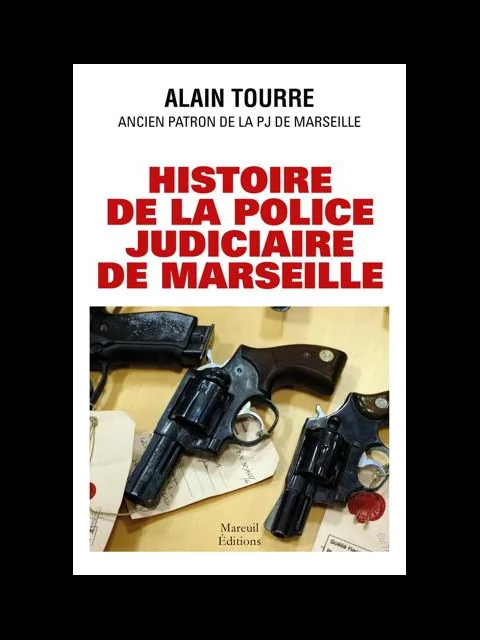 ALAIN TOURRE
ANCIEN PATRON DE LA PJ DE MARSEILLE
HISTOIRE
DE LA POLICE
JUDICIAIRE
DE MARSEILLE
Mareuil
Éditions